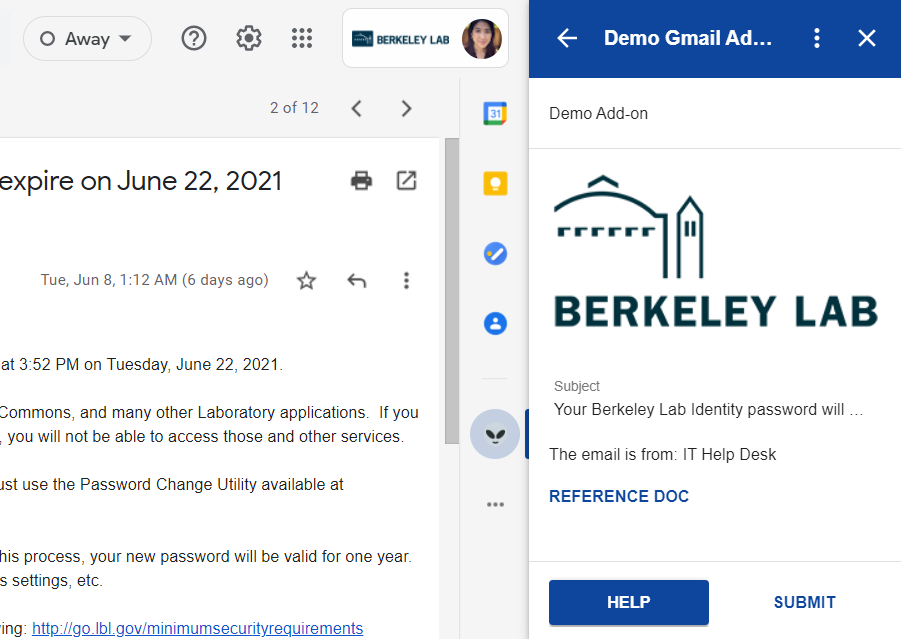 Away
BERKELEY LAB
2 of 12
expire on June 22, 2021
Tue, Jun 8, 1:12 AM (6 days ago)
at 3:52 PM on Tuesday, June 22, 2021.
Commons, and many other Laboratory applications.  If you
, you will not be able to access those and other services.
ust use the Password Change Utility available at
his process, your new password will be valid for one year.
s settings, etc.
ving: http://go.lbl.gov/minimumsecurityrequirements
31
Demo Gmail Ad...
Demo Add-on
BERKELEY LAB
Subject
Your Berkeley Lab Identity password will ...
The email is from: IT Help Desk
REFERENCE DOC
HELP
SUBMIT